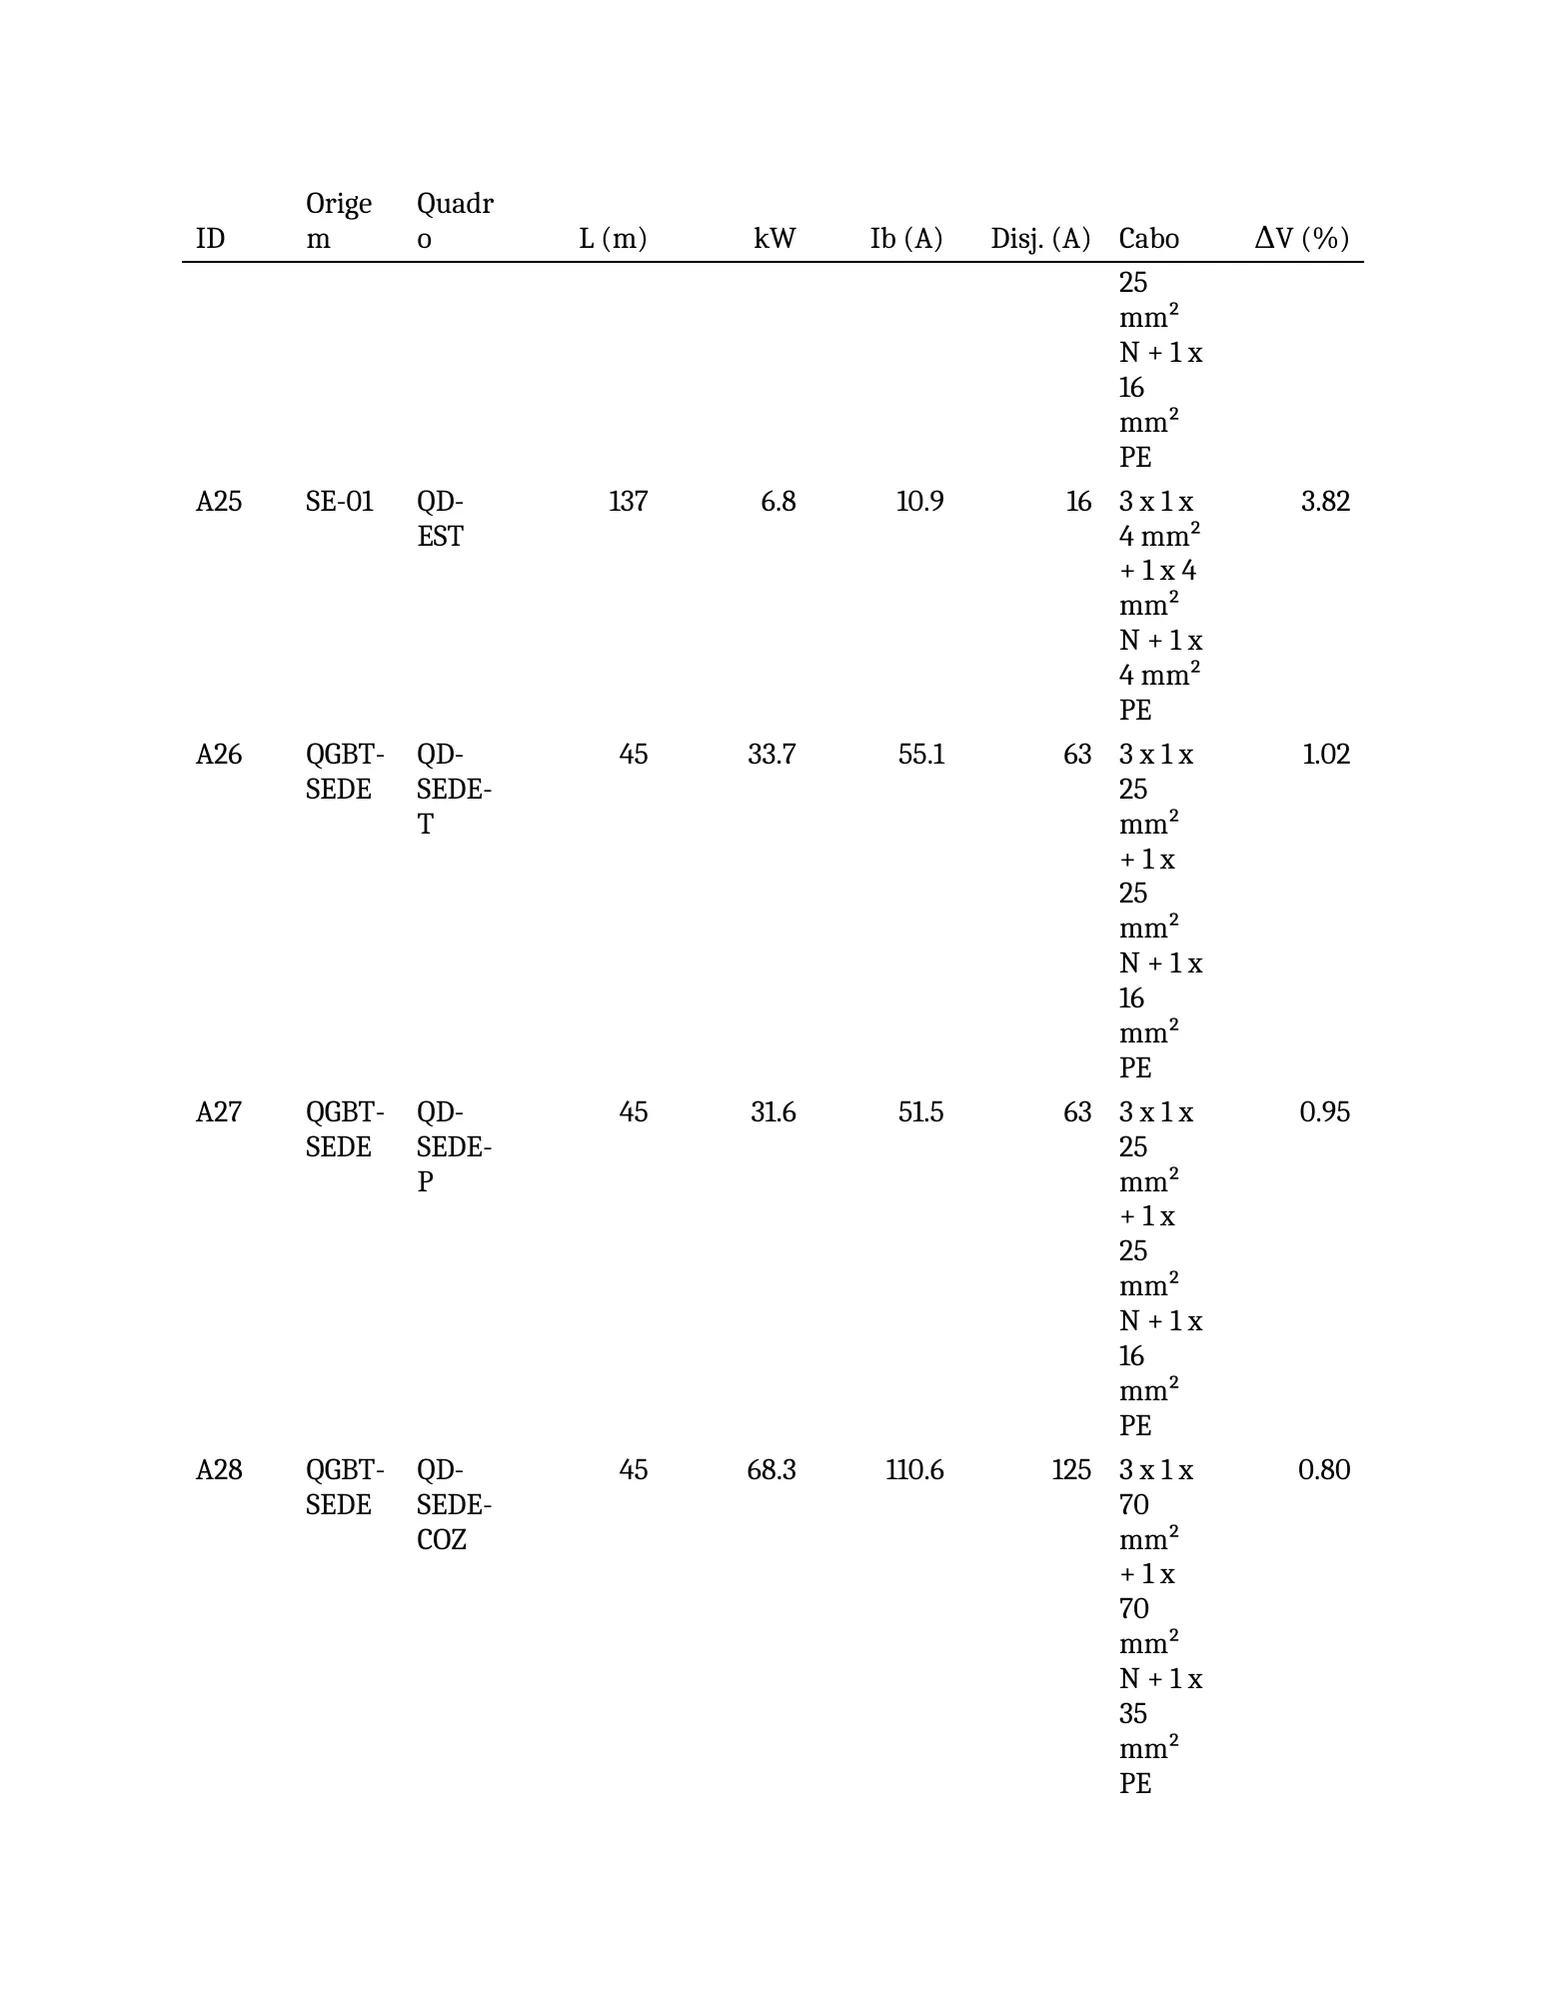 ID Origem Quadro L (m) kW Ib (A) Disj. (A) Cabo ΔV (%)
25
mm²
N + 1 x
16
mm²
PE
A25 SE-01 QD- 137 6.8 10.9 16 3 x 1 x 3.82
EST 4 mm²
+ 1 x 4
mm²
N + 1 x
4 mm²
PE
A26 QGBT- QD- 45 33.7 55.1 63 3 x 1 x 1.02
SEDE SEDE- 25
T mm²
+ 1 x
25
mm²
N + 1 x
16
mm²
PE
A27 QGBT- QD- 45 31.6 51.5 63 3 x 1 x 0.95
SEDE SEDE- 25
P mm²
+ 1 x
25
mm²
N + 1 x
16
mm²
PE
A28 QGBT- QD- 45 68.3 110.6 125 3 x 1 x 0.80
SEDE SEDE- 70
COZ mm²
+ 1 x
70
mm²
N + 1 x
35
mm²
PE